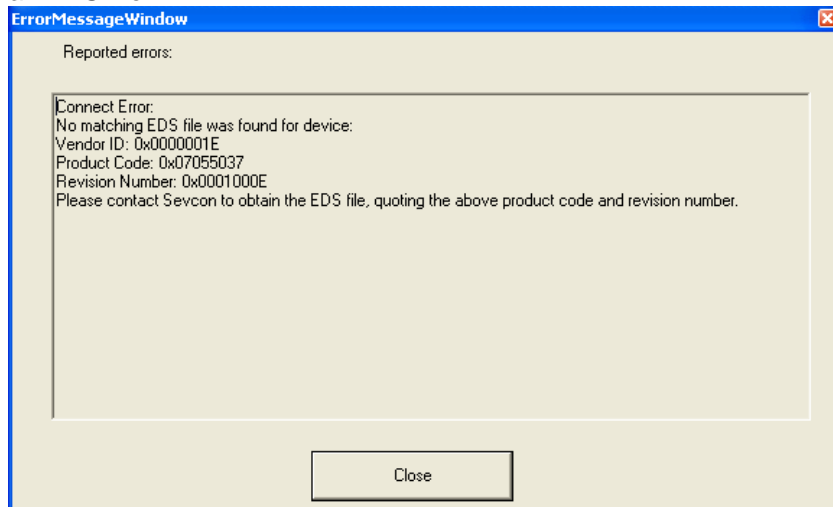 ErrorMessageWindow
Reported errors:
Connect Error:
No matching EDS file was found for device:
Vendor ID: 0x0000001E
Product Code: 0x07055037
Revision Number: 0x0001000E
Please contact Sevcon to obtain the EDS file, quoting the above product code and revision number.
Close